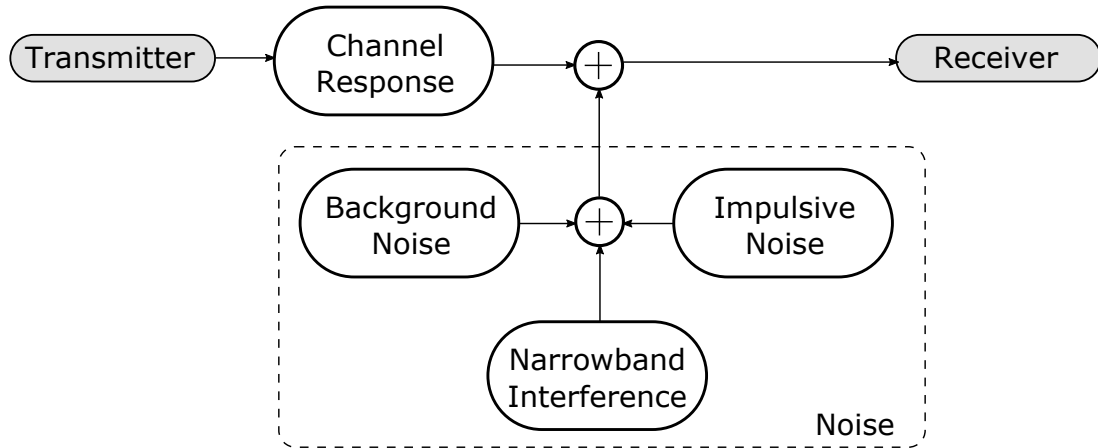 Transmitter
Channel
Response
Receiver
Background
Noise
Impulsive
Noise
Narrowband
Interference
Noise